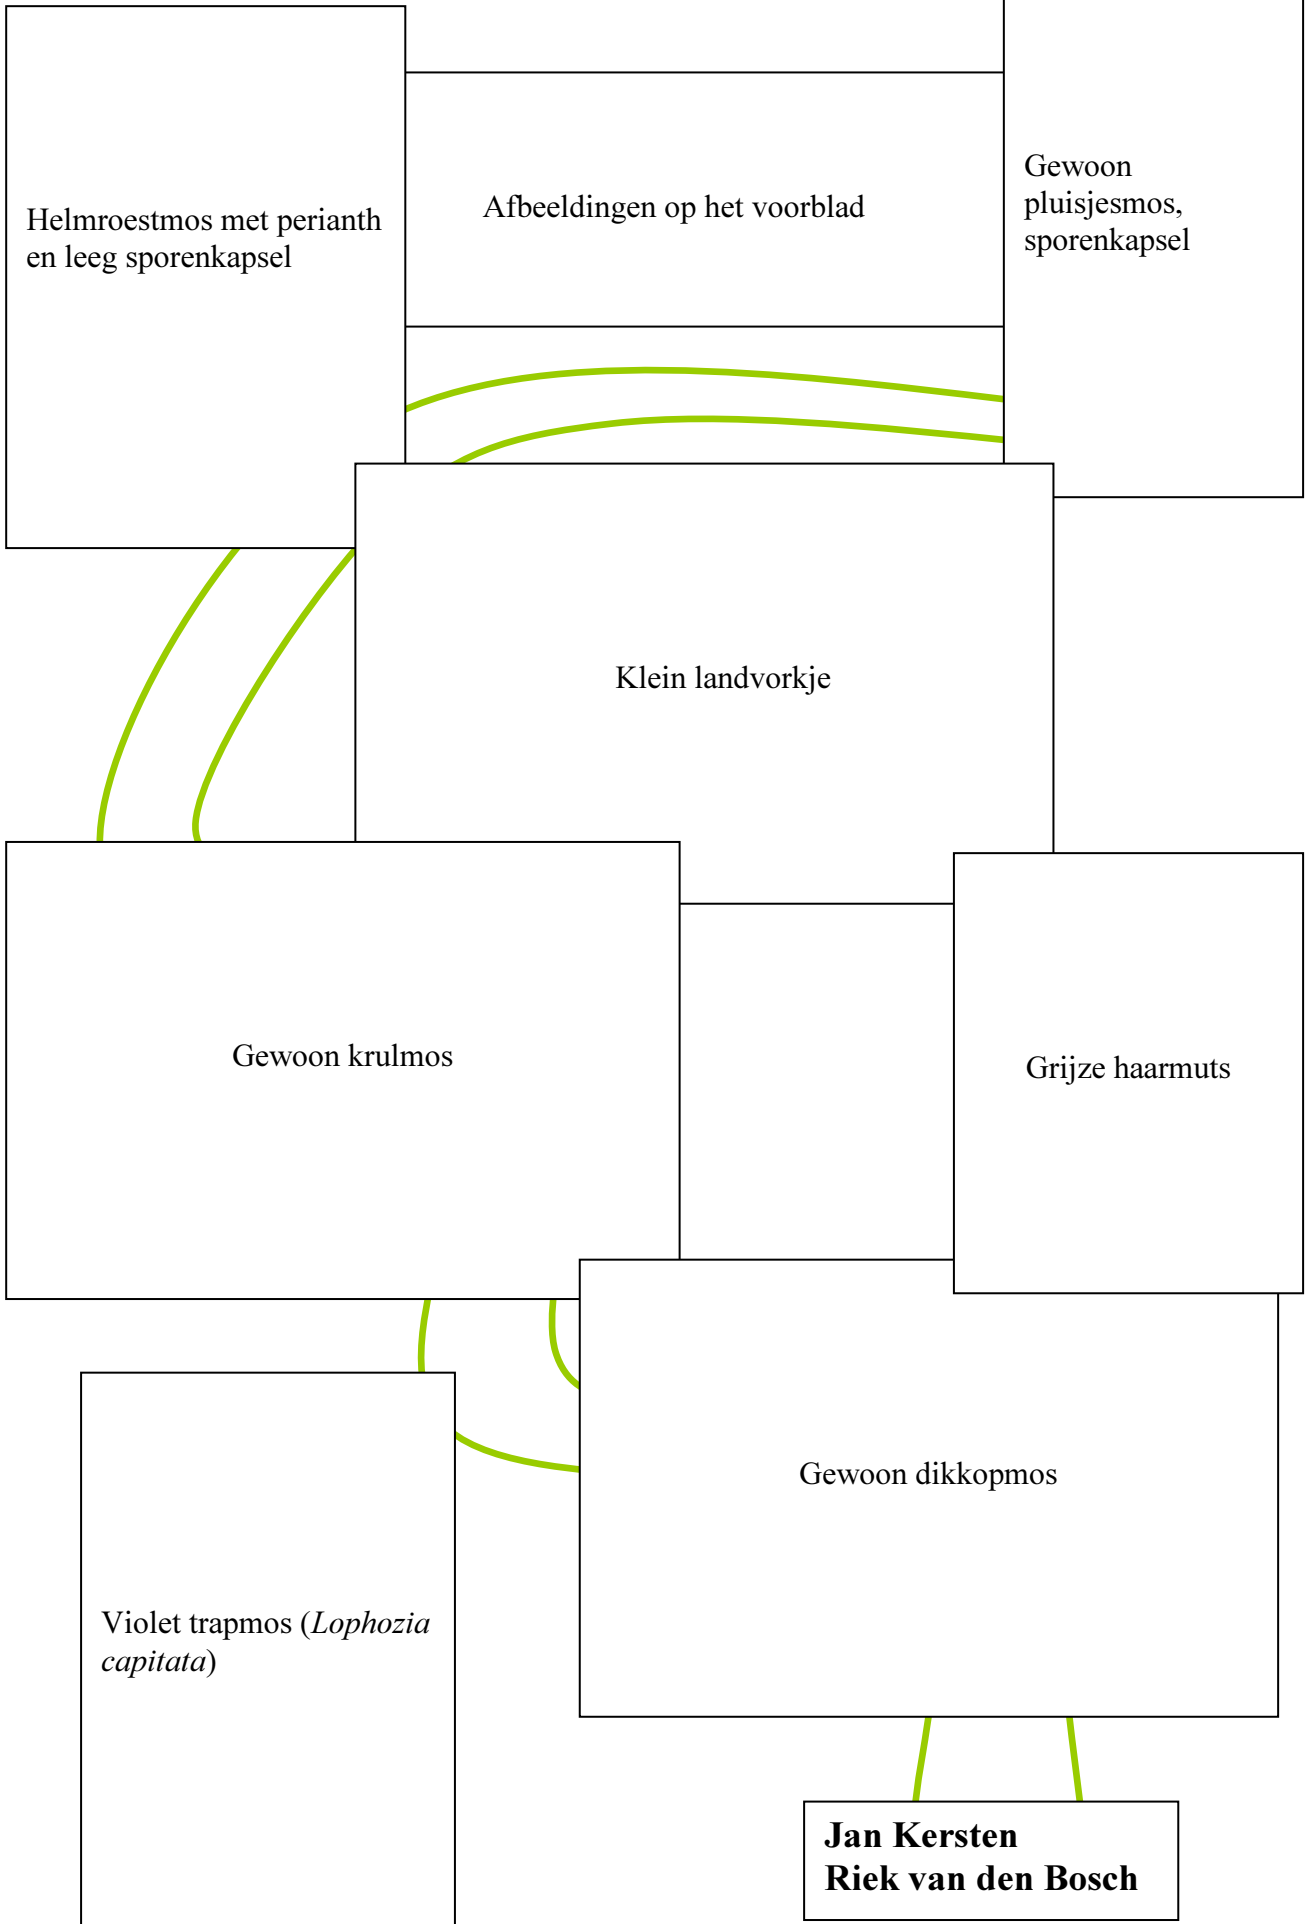 Helmroestmos met perianth
en leeg sporenkapsel
Afbeeldingen op het voorblad
Gewoon
pluisjesmos,
sporenkapsel
Klein landvorkje
Gewoon krulmos
Grijze haarmuts
Gewoon dikkopmos
Violet trapmos (Lophozia
capitata)
Jan Kersten
Riek van den Bosch